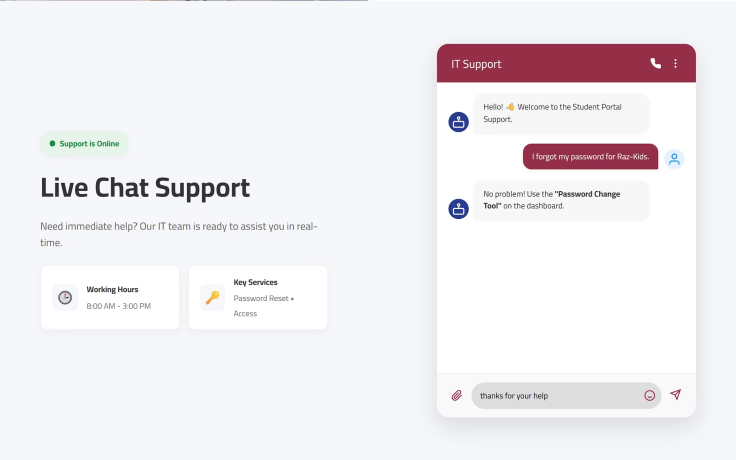 Support is Online
Live Chat Support
Need immediate help? Our IT team is ready to assist you in real-
time.
Working Hours
8:00 AM - 3:00 PM
Key Services
Password Reset •
Access
IT Support
Hello! 👋 Welcome to the Student Portal
Support.
I forgot my password for Raz-Kids.
No problem! Use the "Password Change
Tool" on the dashboard.
thanks for your help